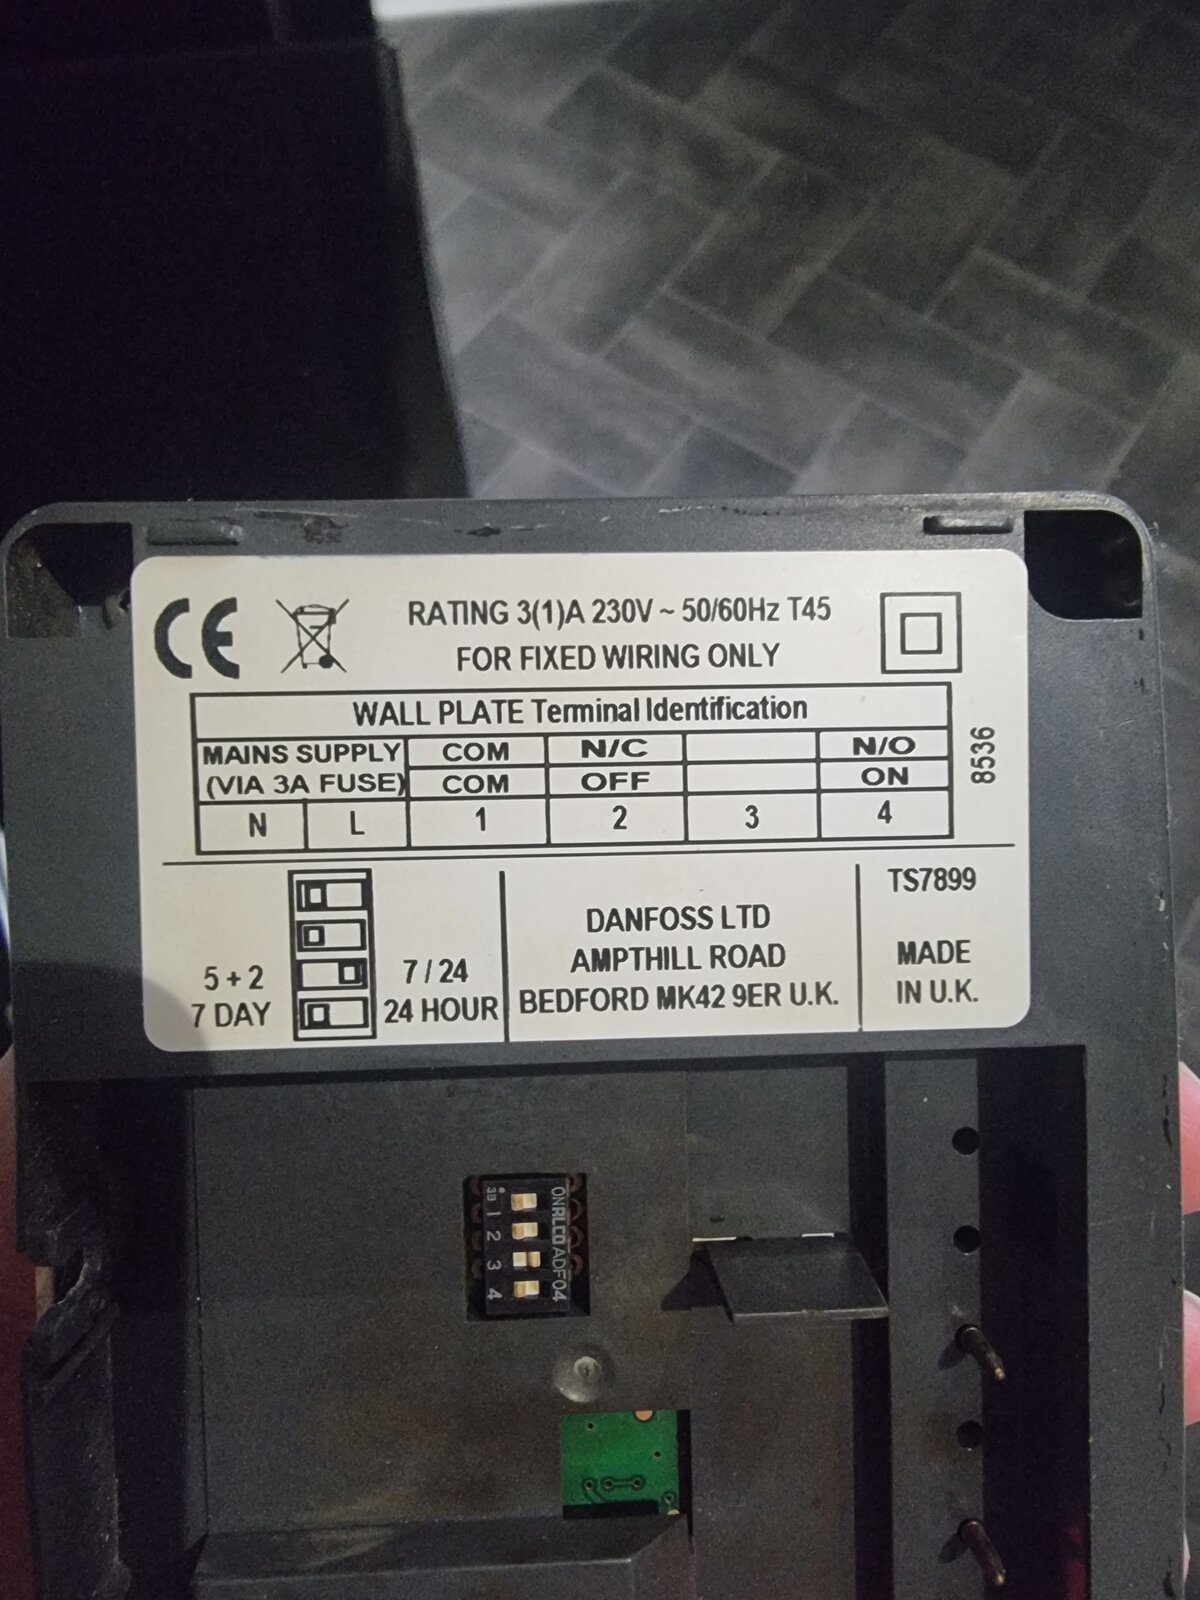 CE
RATING 3(1)A 230V ~ 50/60Hz T45
FOR FIXED WIRING ONLY
WALL PLATE Terminal Identification
MAINS SUPPLY COM N/C N/O
(VIA 3A FUSE) COM OFF ON
N L 1 2 3 4
8536
5 + 2 7 / 24
7 DAY 24 HOUR
DANFOSS LTD
AMPTHILL ROAD
BEDFORD MK42 9ER U.K.
TS7899
MADE
IN U.K.
1
2
3
4
ADF04